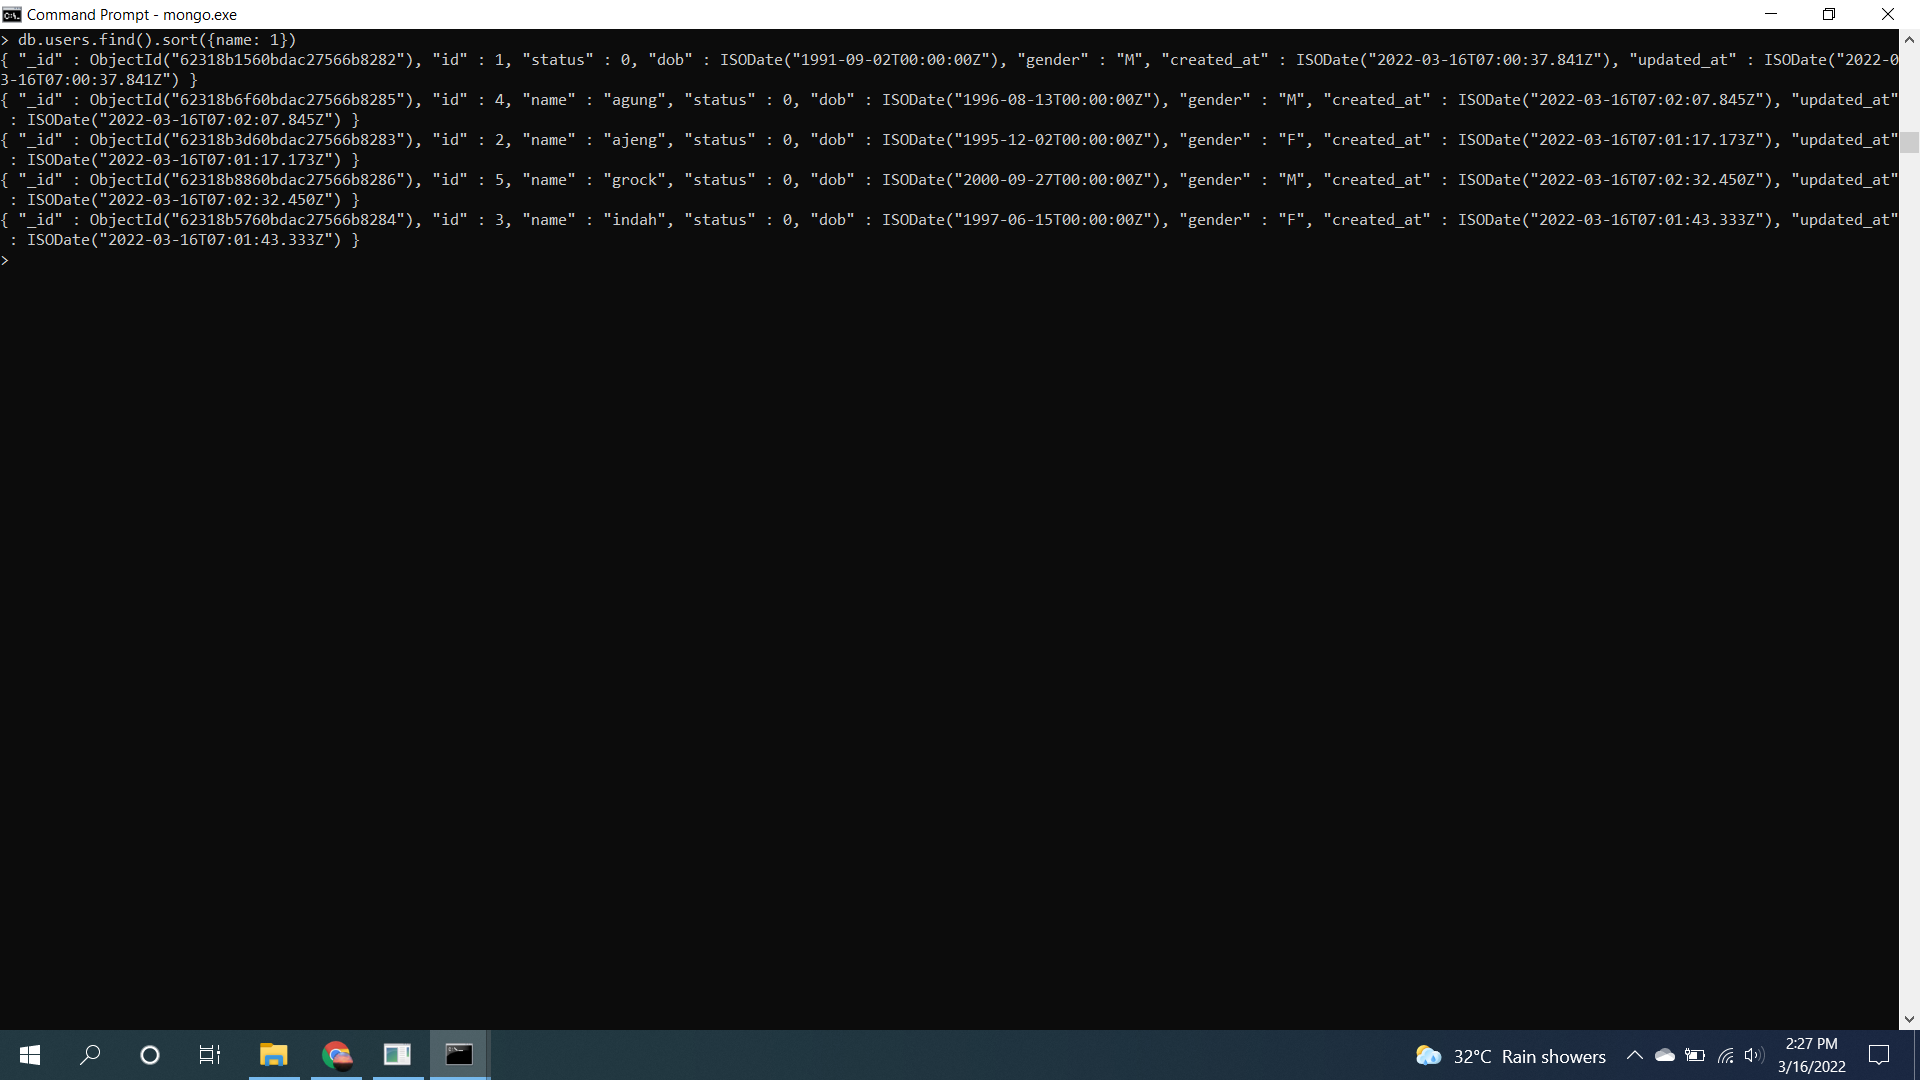 Command Prompt - mongo.exe
> db.users.find().sort({name: 1})
{ "_id" : ObjectId("62318b1560bdac27566b8282"), "id" : 1, "status" : 0, "dob" : ISODate("1991-09-02T00:00:00Z"), "gender" : "M", "created_at" : ISODate("2022-03-16T07:00:37.841Z"), "updated_at" : ISODate("2022-0
3-16T07:00:37.841Z") }
{ "_id" : ObjectId("62318b6f60bdac27566b8285"), "id" : 4, "name" : "agung", "status" : 0, "dob" : ISODate("1996-08-13T00:00:00Z"), "gender" : "M", "created_at" : ISODate("2022-03-16T07:02:07.845Z"), "updated_at"
 : ISODate("2022-03-16T07:02:07.845Z") }
{ "_id" : ObjectId("62318b3d60bdac27566b8283"), "id" : 2, "name" : "ajeng", "status" : 0, "dob" : ISODate("1995-12-02T00:00:00Z"), "gender" : "F", "created_at" : ISODate("2022-03-16T07:01:17.173Z"), "updated_at"
 : ISODate("2022-03-16T07:01:17.173Z") }
{ "_id" : ObjectId("62318b8860bdac27566b8286"), "id" : 5, "name" : "grock", "status" : 0, "dob" : ISODate("2000-09-27T00:00:00Z"), "gender" : "M", "created_at" : ISODate("2022-03-16T07:02:32.450Z"), "updated_at"
 : ISODate("2022-03-16T07:02:32.450Z") }
{ "_id" : ObjectId("62318b5760bdac27566b8284"), "id" : 3, "name" : "indah", "status" : 0, "dob" : ISODate("1997-06-15T00:00:00Z"), "gender" : "F", "created_at" : ISODate("2022-03-16T07:01:43.333Z"), "updated_at"
 : ISODate("2022-03-16T07:01:43.333Z") }
>
32°C Rain showers
2:27 PM
3/16/2022